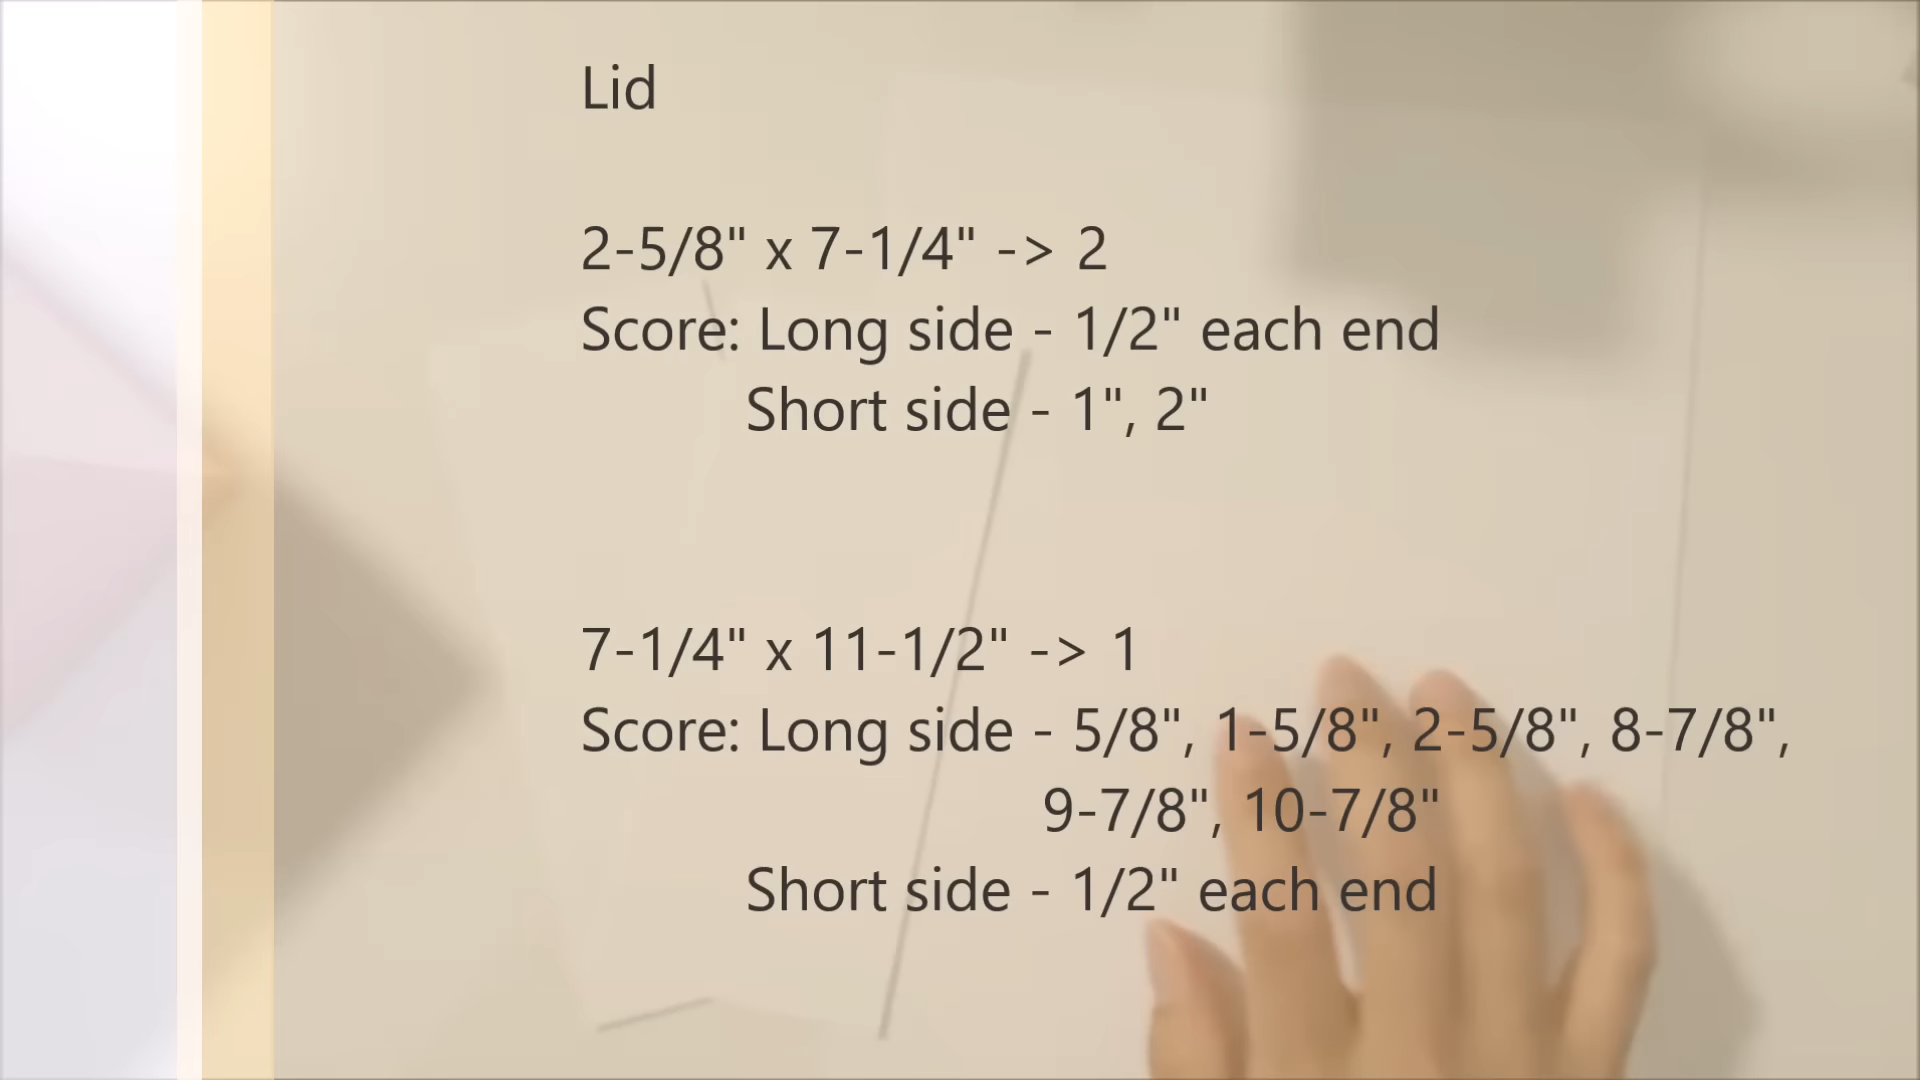 Lid
2-5/8" x 7-1/4" -> 2
Score: Long side - 1/2" each end
Short side - 1", 2"
7-1/4" x 11-1/2" -> 1
Score: Long side - 5/8", 1-5/8", 2-5/8", 8-7/8",
9-7/8", 10-7/8"
Short side - 1/2" each end